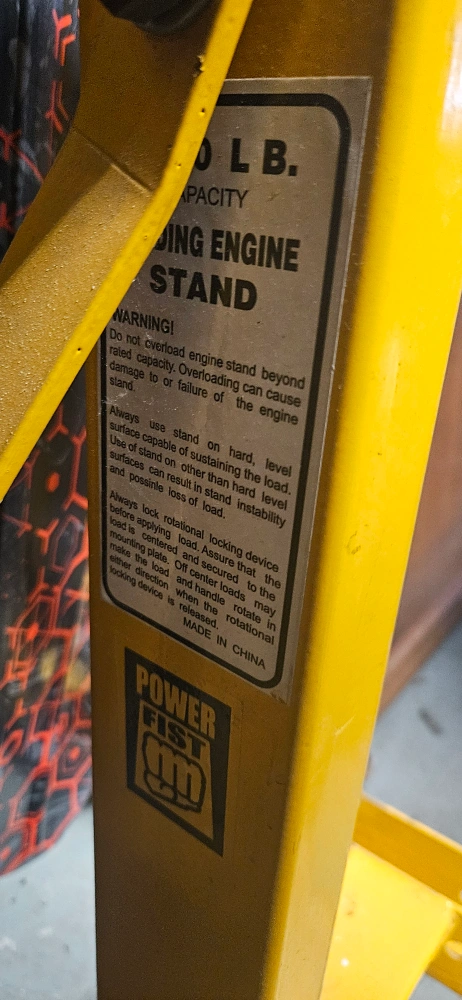 0 LB.
APACITY
DING ENGINE
STAND
WARNING!
Do not overload engine stand beyond
rated capacity. Overloading can cause
damage to or failure of the engine
stand.
Always use stand on hard, level
surface capable of sustaining the load.
Use of stand on other than hard level
surfaces can result in stand instability
and possinle loss of load.
Always lock rotational locking device
before applying load. Assure that the
load is centered and secured to the
mounting plate. Off center loads may
make the load and handle rotate in
either direction when the rotational
locking device is released.
MADE IN CHINA
POWER
FIST